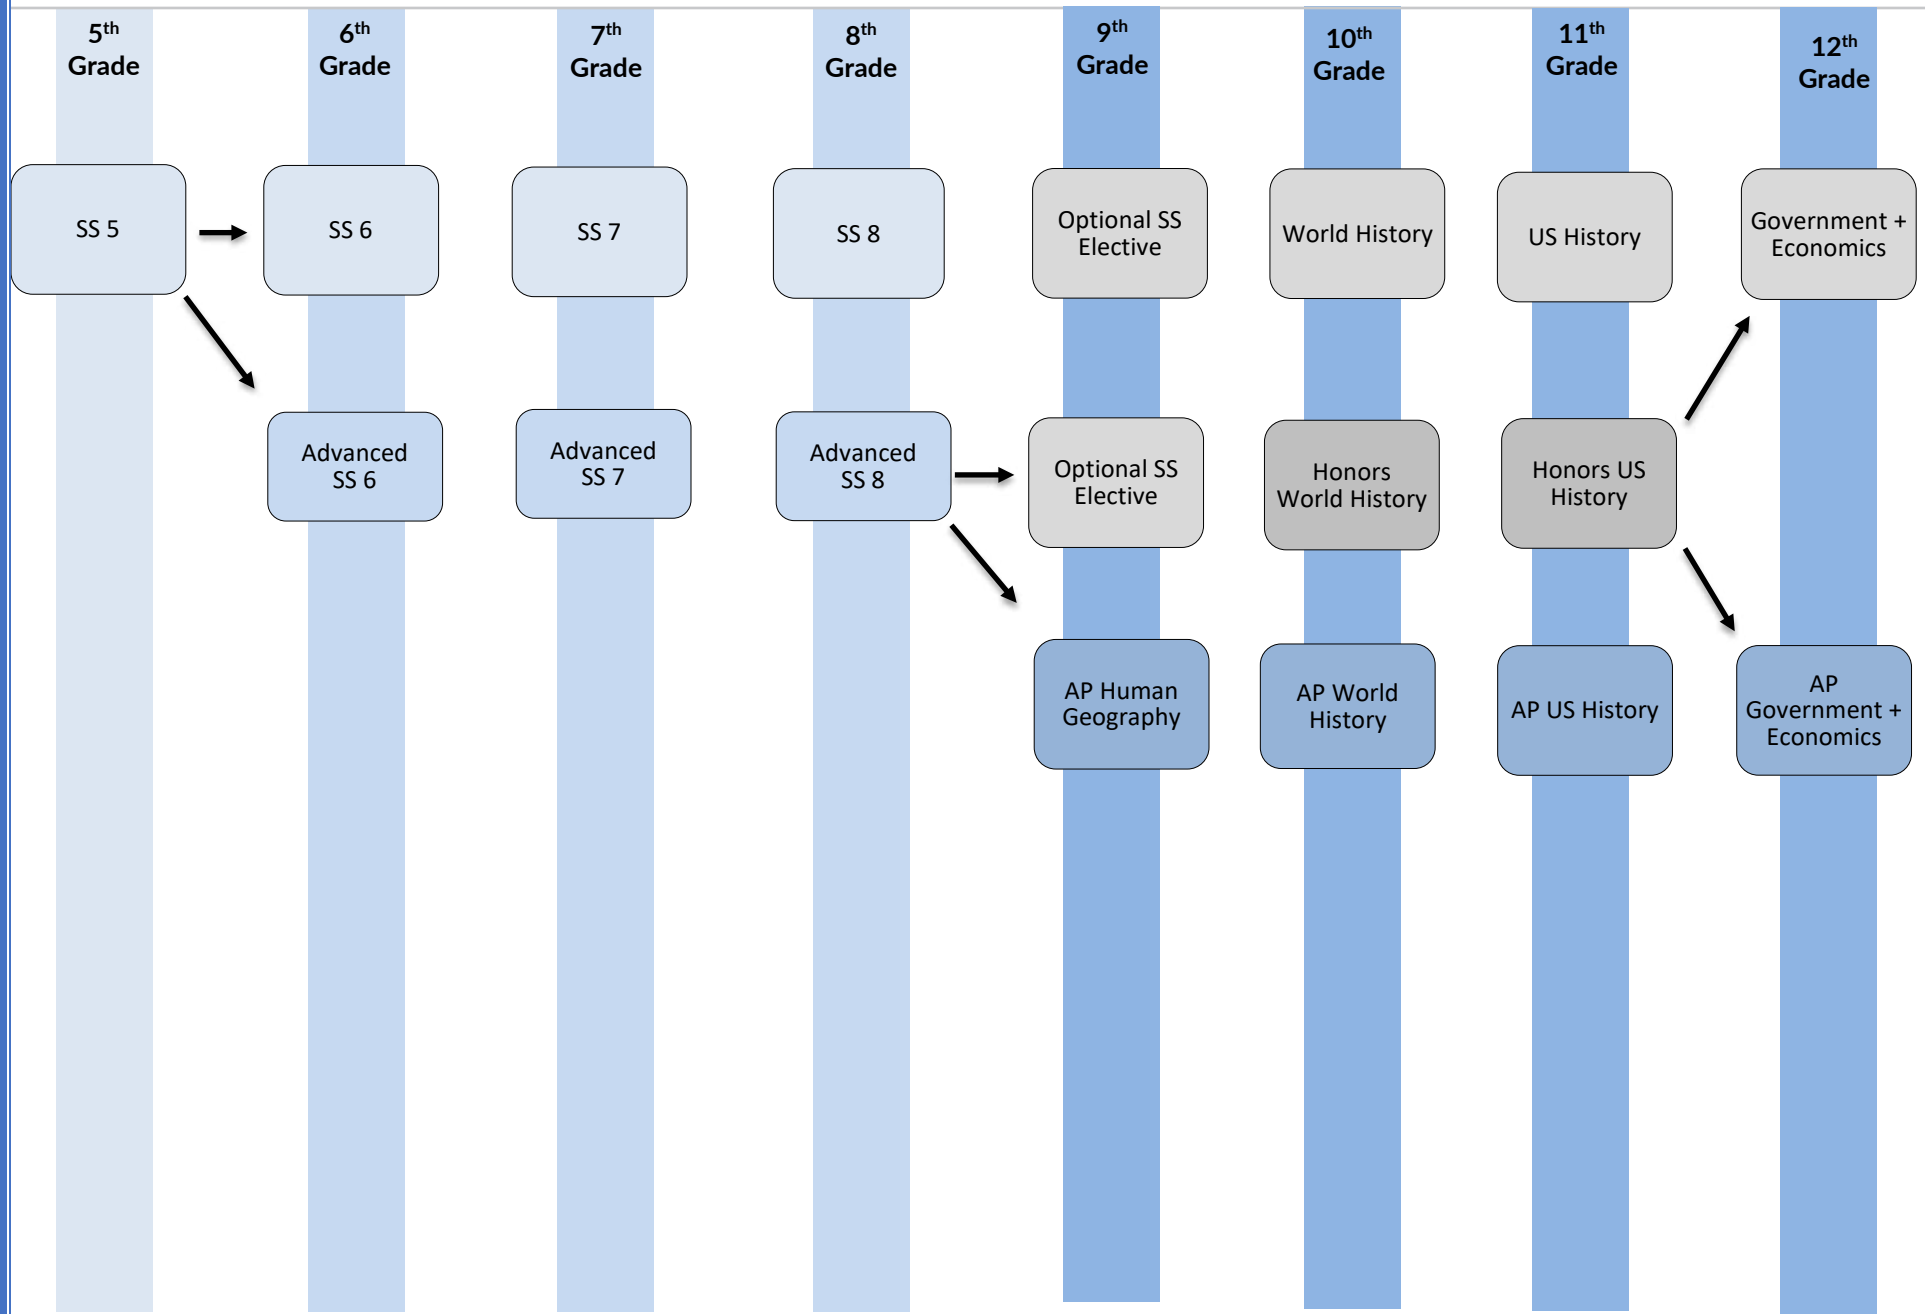 5th
Grade
6th
Grade
7th
Grade
8th
Grade
9th
Grade
10th
Grade
11th
Grade
12th
Grade
SS 5
SS 6
SS 7
SS 8
Optional SS
Elective
World History
US History
Government +
Economics
Advanced
SS 6
Advanced
SS 7
Advanced
SS 8
Optional SS
Elective
Honors
World History
Honors US
History
AP Human
Geography
AP World
History
AP US History
AP
Government +
Economics